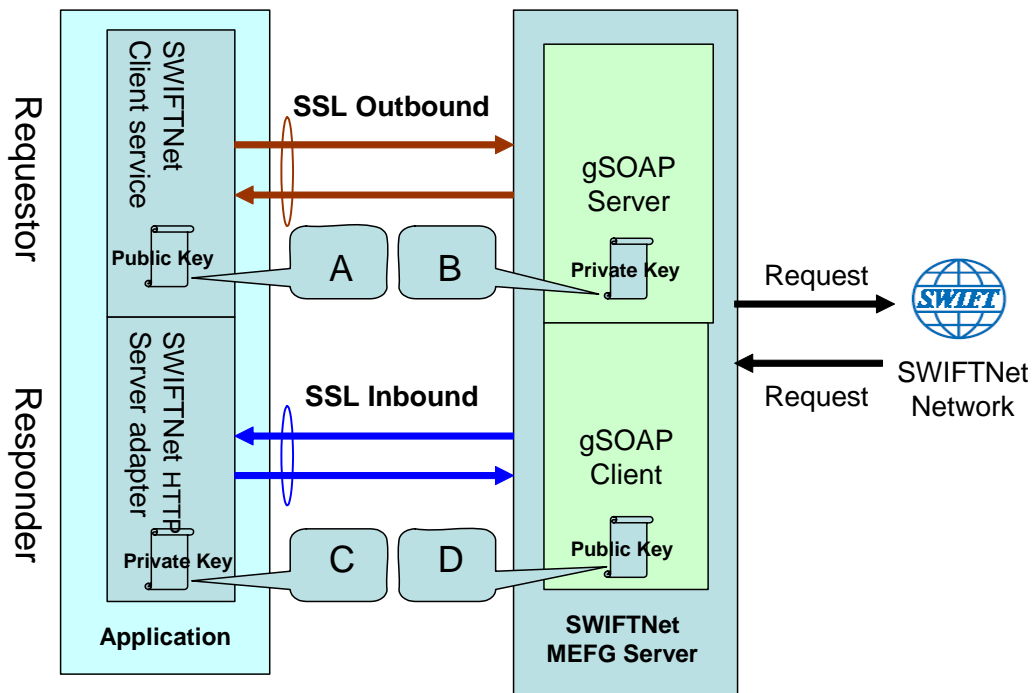 Requestor
SWIFTNet
Client service
Public Key
SSL Outbound
A
B
gSOAP
Server
Private Key
Request
SWIFT
Request
SWIFTNet
Network
Responder
SWIFTNet HTTP
Server adapter
Private Key
SSL Inbound
C
D
gSOAP
Client
Public Key
Application
SWIFTNet
MEFG Server